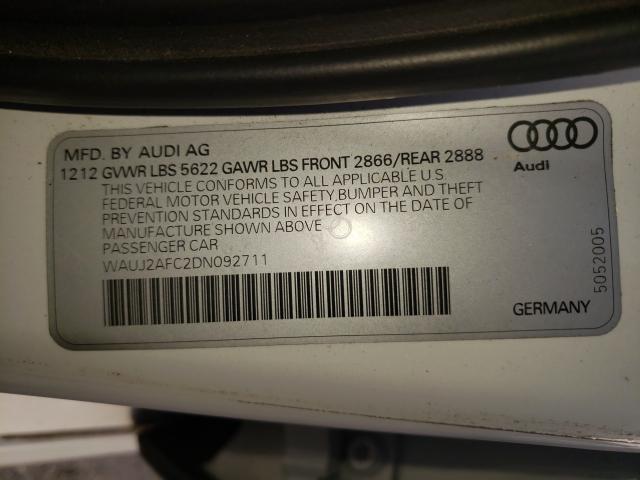 MFD. BY AUDI AG
1212 GVWR LBS 5622 GAWR LBS FRONT 2866/REAR 2888
THIS VEHICLE CONFORMS TO ALL APPLICABLE U.S
FEDERAL MOTOR VEHICLE SAFETY,BUMPER AND THEFT
PREVENTION STANDARDS IN EFFECT ON THE DATE OF
MANUFACTURE SHOWN ABOVE
PASSENGER CAR
WAUJ2AFC2DN092711
Audi
5052005
GERMANY